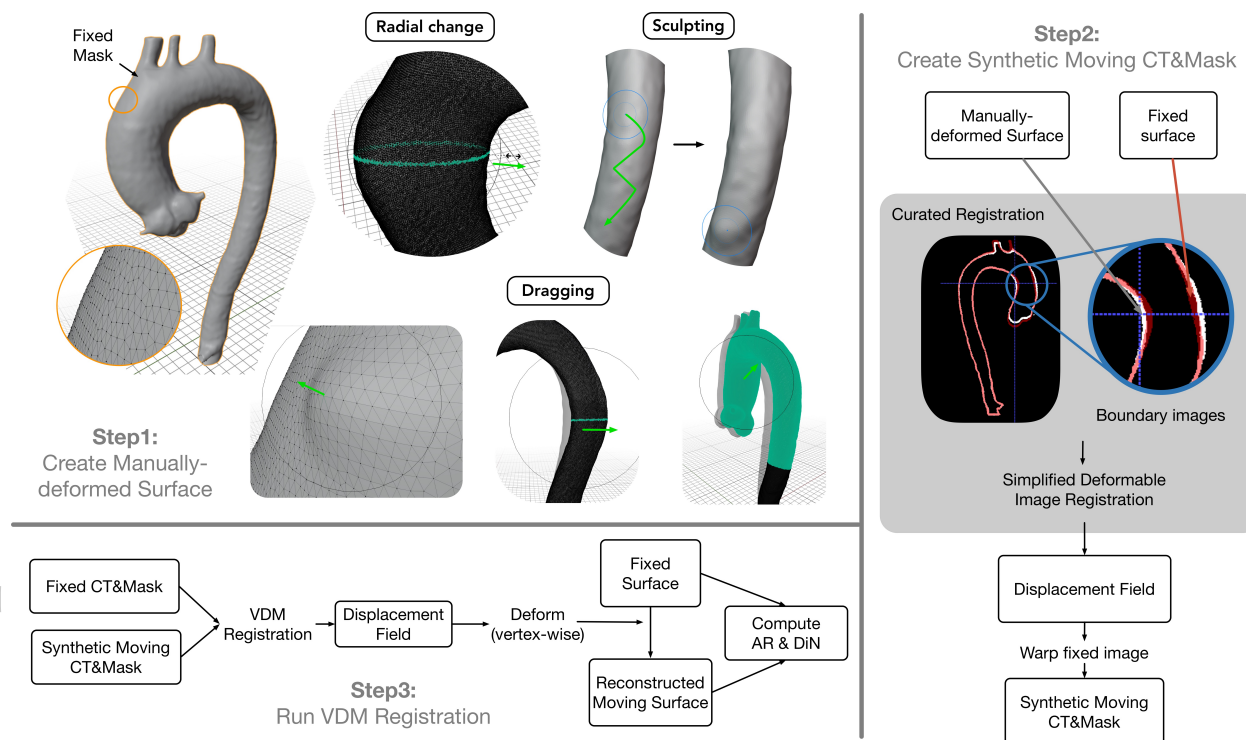 Fixed
Mask
Radial change
Sculpting
Dragging
Step1:
Create Manually-
deformed Surface
Step2:
Create Synthetic Moving CT&Mask
Manually-
deformed Surface
Fixed
surface
Curated Registration
Boundary images
Simplified Deformable
Image Registration
Displacement Field
Warp fixed image
Synthetic Moving
CT&Mask
Fixed CT&Mask
Synthetic Moving
CT&Mask
VDM
Registration
Displacement
Field
Deform
(vertex-wise)
Fixed
Surface
Reconstructed
Moving Surface
Compute
AR & DiN
Step3:
Run VDM Registration